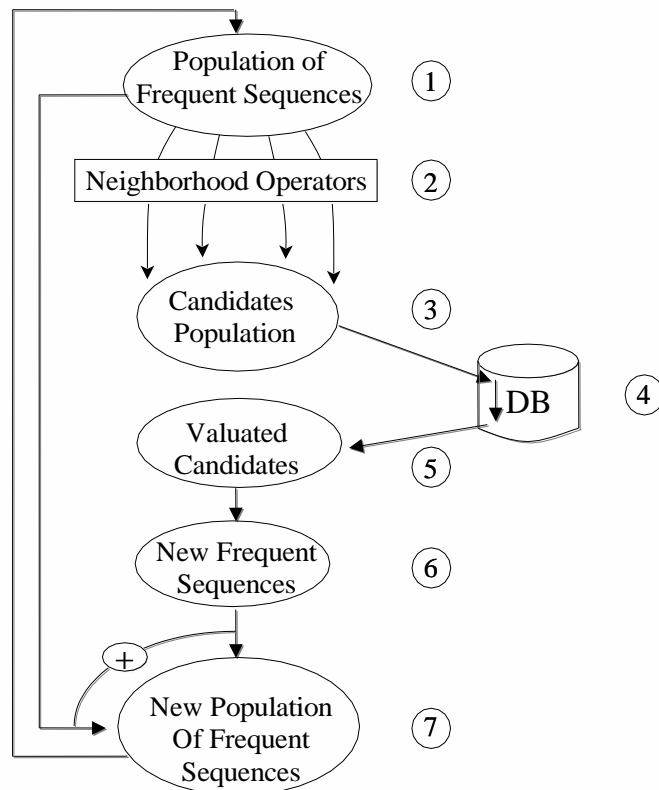 Population of
Frequent Sequences
1
Neighborhood Operators
2
Candidates
Population
3
DB
4
Valuated
Candidates
5
New Frequent
Sequences
6
+
New Population
Of Frequent
Sequences
7